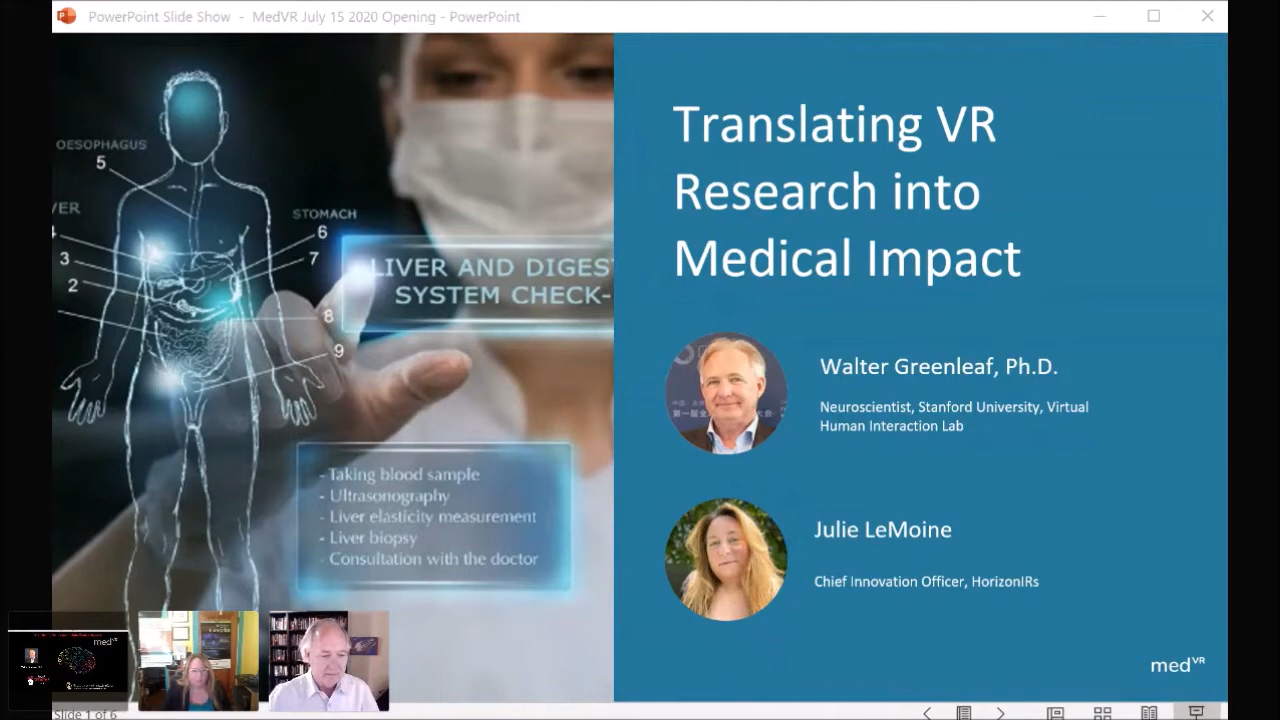 PowerPoint Slide Show - MedVR July 15 2020 Opening - PowerPoint
OESOPHAGUS
5
VER
STOMACH
6
3
7
2
8
9
LIVER AND DIGES
SYSTEM CHECK-
- Taking blood sample
- Ultrasonography
- Liver elasticity measurement
- Liver biopsy
- Consultation with the doctor
Translating VR
Research into
Medical Impact
Walter Greenleaf, Ph.D.
Neuroscientist, Stanford University, Virtual
Human Interaction Lab
Julie LeMoine
Chief Innovation Officer, HorizonIRs
medVR
medVR
Slide 1 of 6